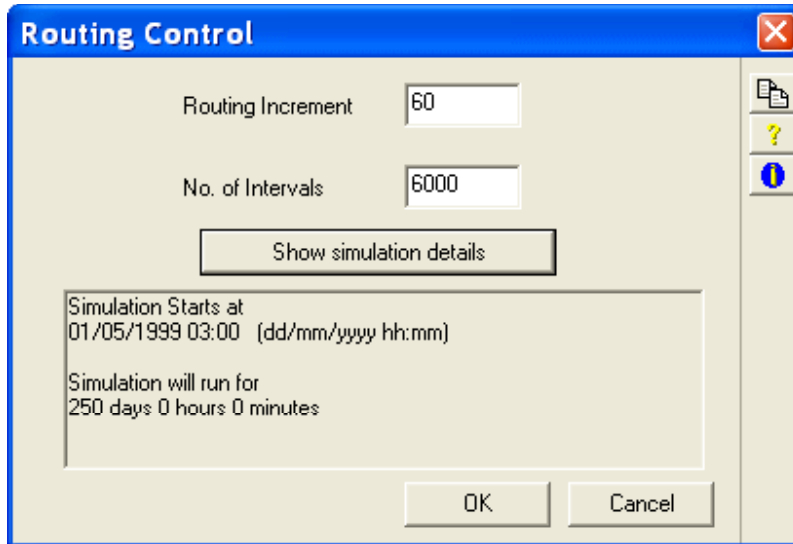 Routing Control
Routing Increment 60
No. of Intervals 6000
Show simulation details
Simulation Starts at
01/05/1999 03:00 (dd/mm/yyyy hh:mm)
Simulation will run for
250 days 0 hours 0 minutes
OK Cancel